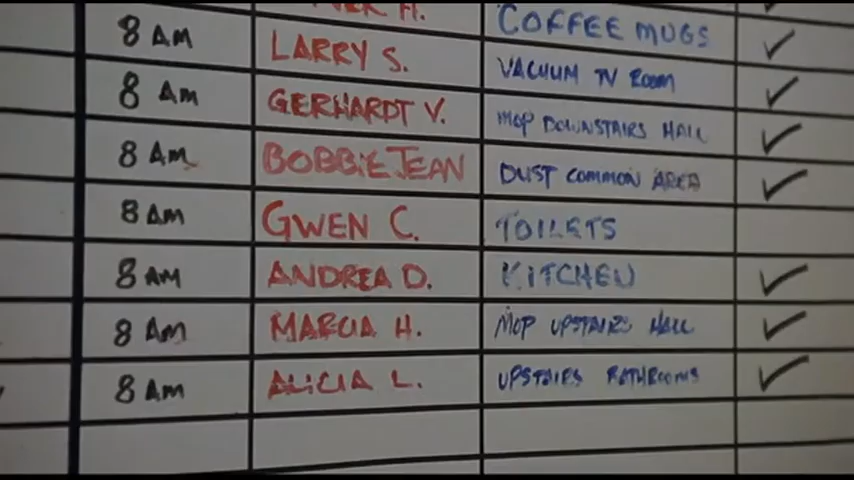 H. COFFEE MUGS ✓
8 AM LARRY S. VACUUM TV ROOM ✓
8 AM GERHARDT V. MOP DOWNSTAIRS HALL ✓
8 AM BOBBIE JEAN DUST COMMON AREA ✓
8 AM GWEN C. TOILETS
8 AM ANDREA D. KITCHEN ✓
8 AM MARCIA H. MOP UPSTAIRS HALL ✓
8 AM ALICIA L. UPSTAIRS BATHROOMS ✓